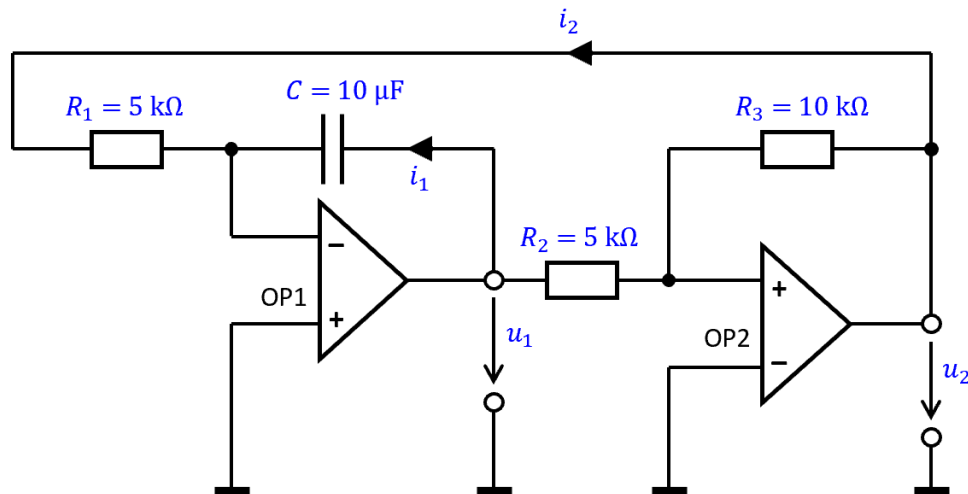 i₂
R₁ = 5 kΩ
C = 10 µF
R₃ = 10 kΩ
i₁
R₂ = 5 kΩ
−
OP1
+
u₁
+
OP2
−
u₂